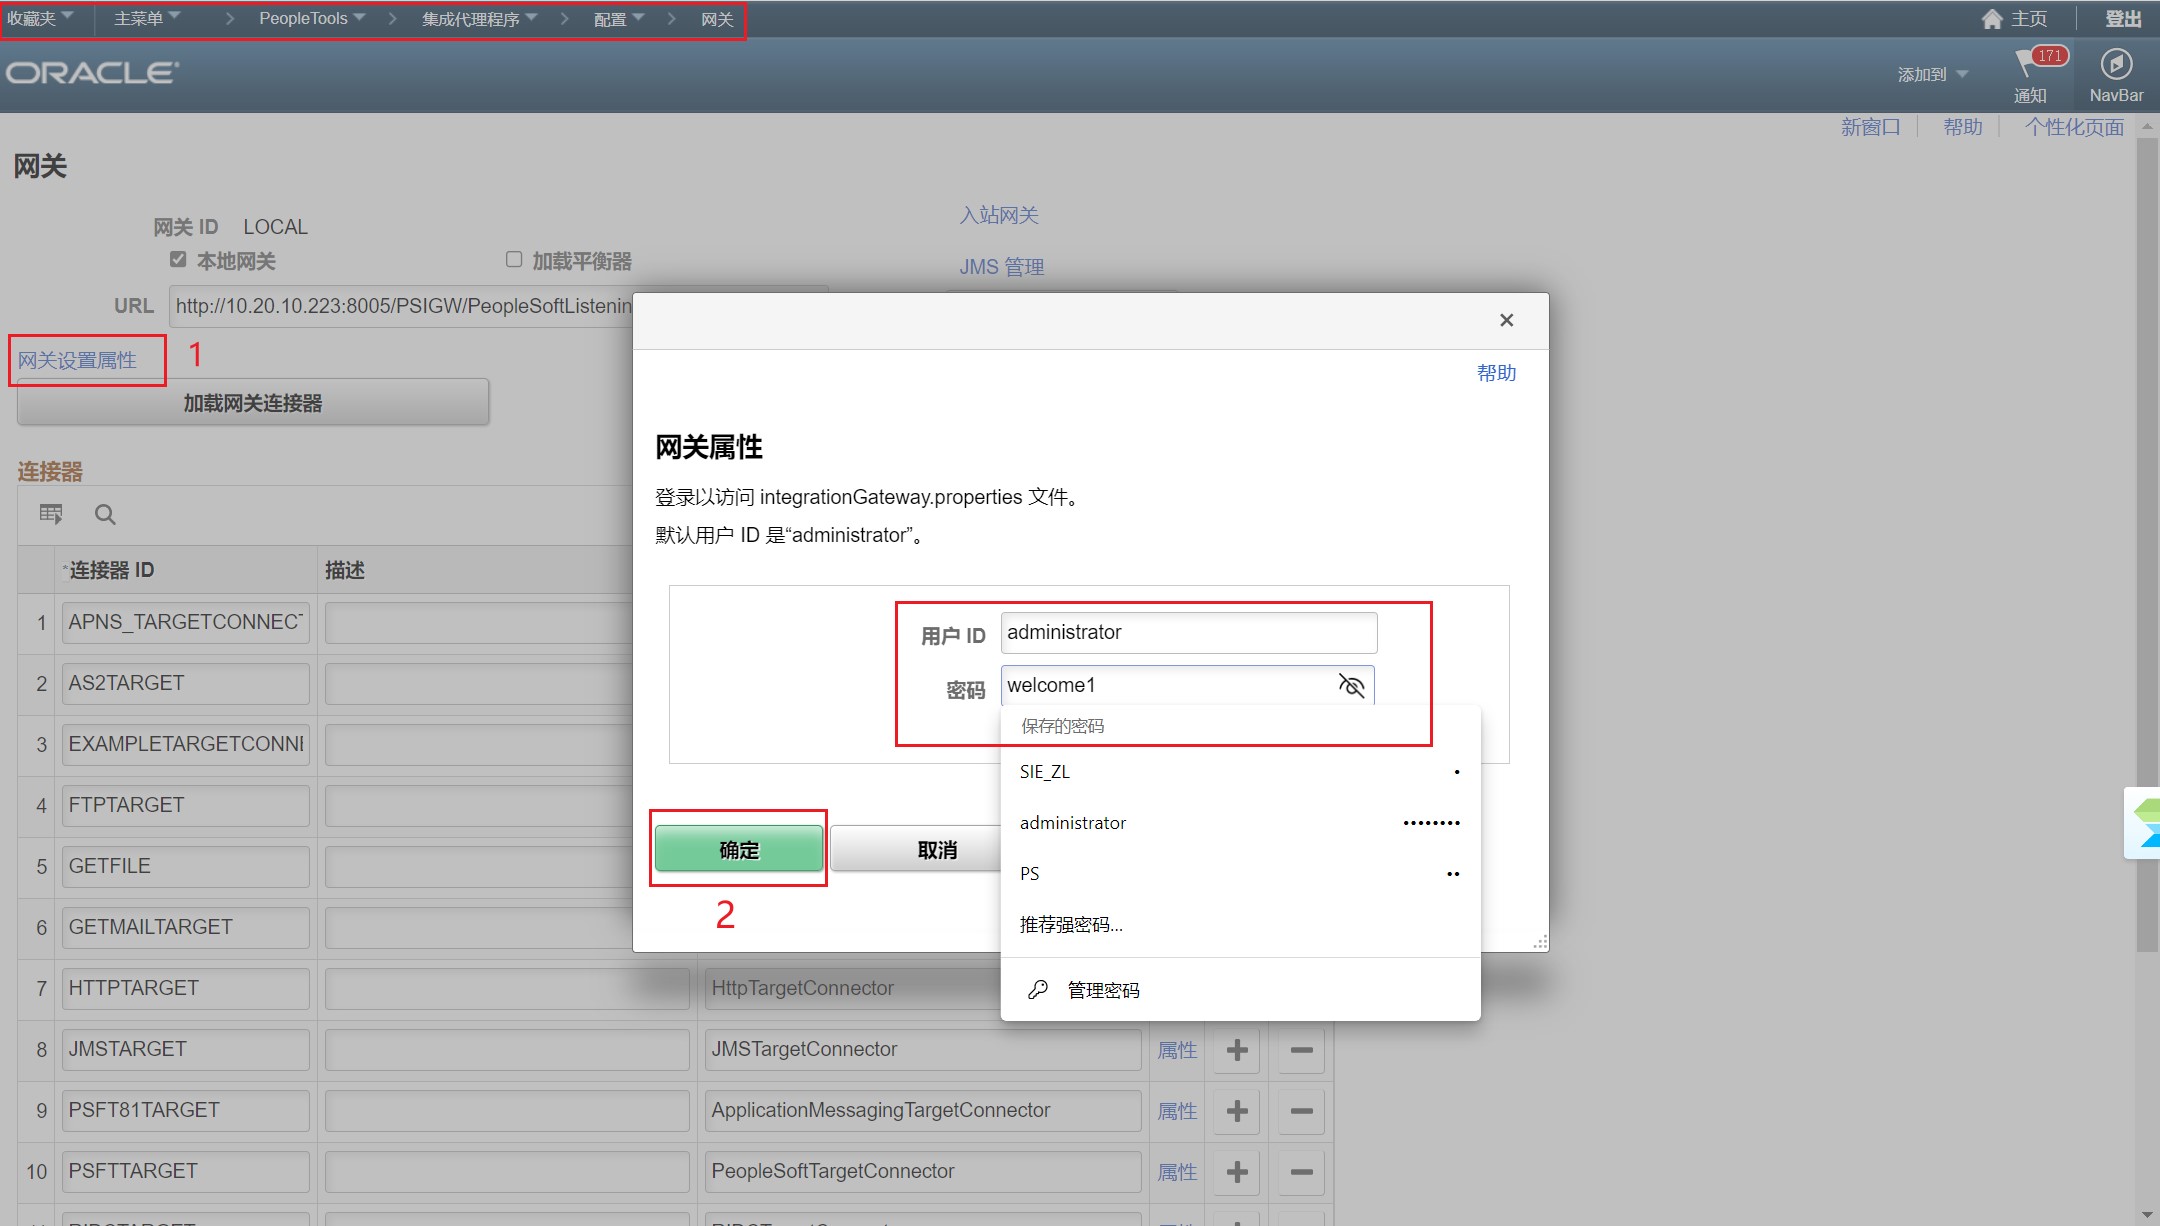 收藏夹 主菜单 PeopleTools 集成代理程序 配置 网关 主页 登出
ORACLE 添加到 171 通知 NavBar
新窗口 帮助 个性化页面
网关
网关 ID LOCAL 入站网关
本地网关 加载平衡器 JMS 管理
URL http://10.20.10.223:8005/PSIGW/PeopleSoftListenin
网关设置属性 1
加载网关连接器
连接器
*连接器 ID 描述
1 APNS_TARGETCONNECT
2 AS2TARGET
3 EXAMPLETARGETCONNE
4 FTPTARGET
5 GETFILE
6 GETMAILTARGET
7 HTTPTARGET HttpTargetConnector
8 JMSTARGET JMSTargetConnector 属性
9 PSFT81TARGET ApplicationMessagingTargetConnector 属性
10 PSFTTARGET PeopleSoftTargetConnector 属性
帮助
网关属性
登录以访问 integrationGateway.properties 文件。
默认用户 ID 是“administrator”。
用户 ID administrator
密码 welcome1
保存的密码
SIE_ZL •
administrator ••••••••
PS ••
推荐强密码...
管理密码
确定 取消
2